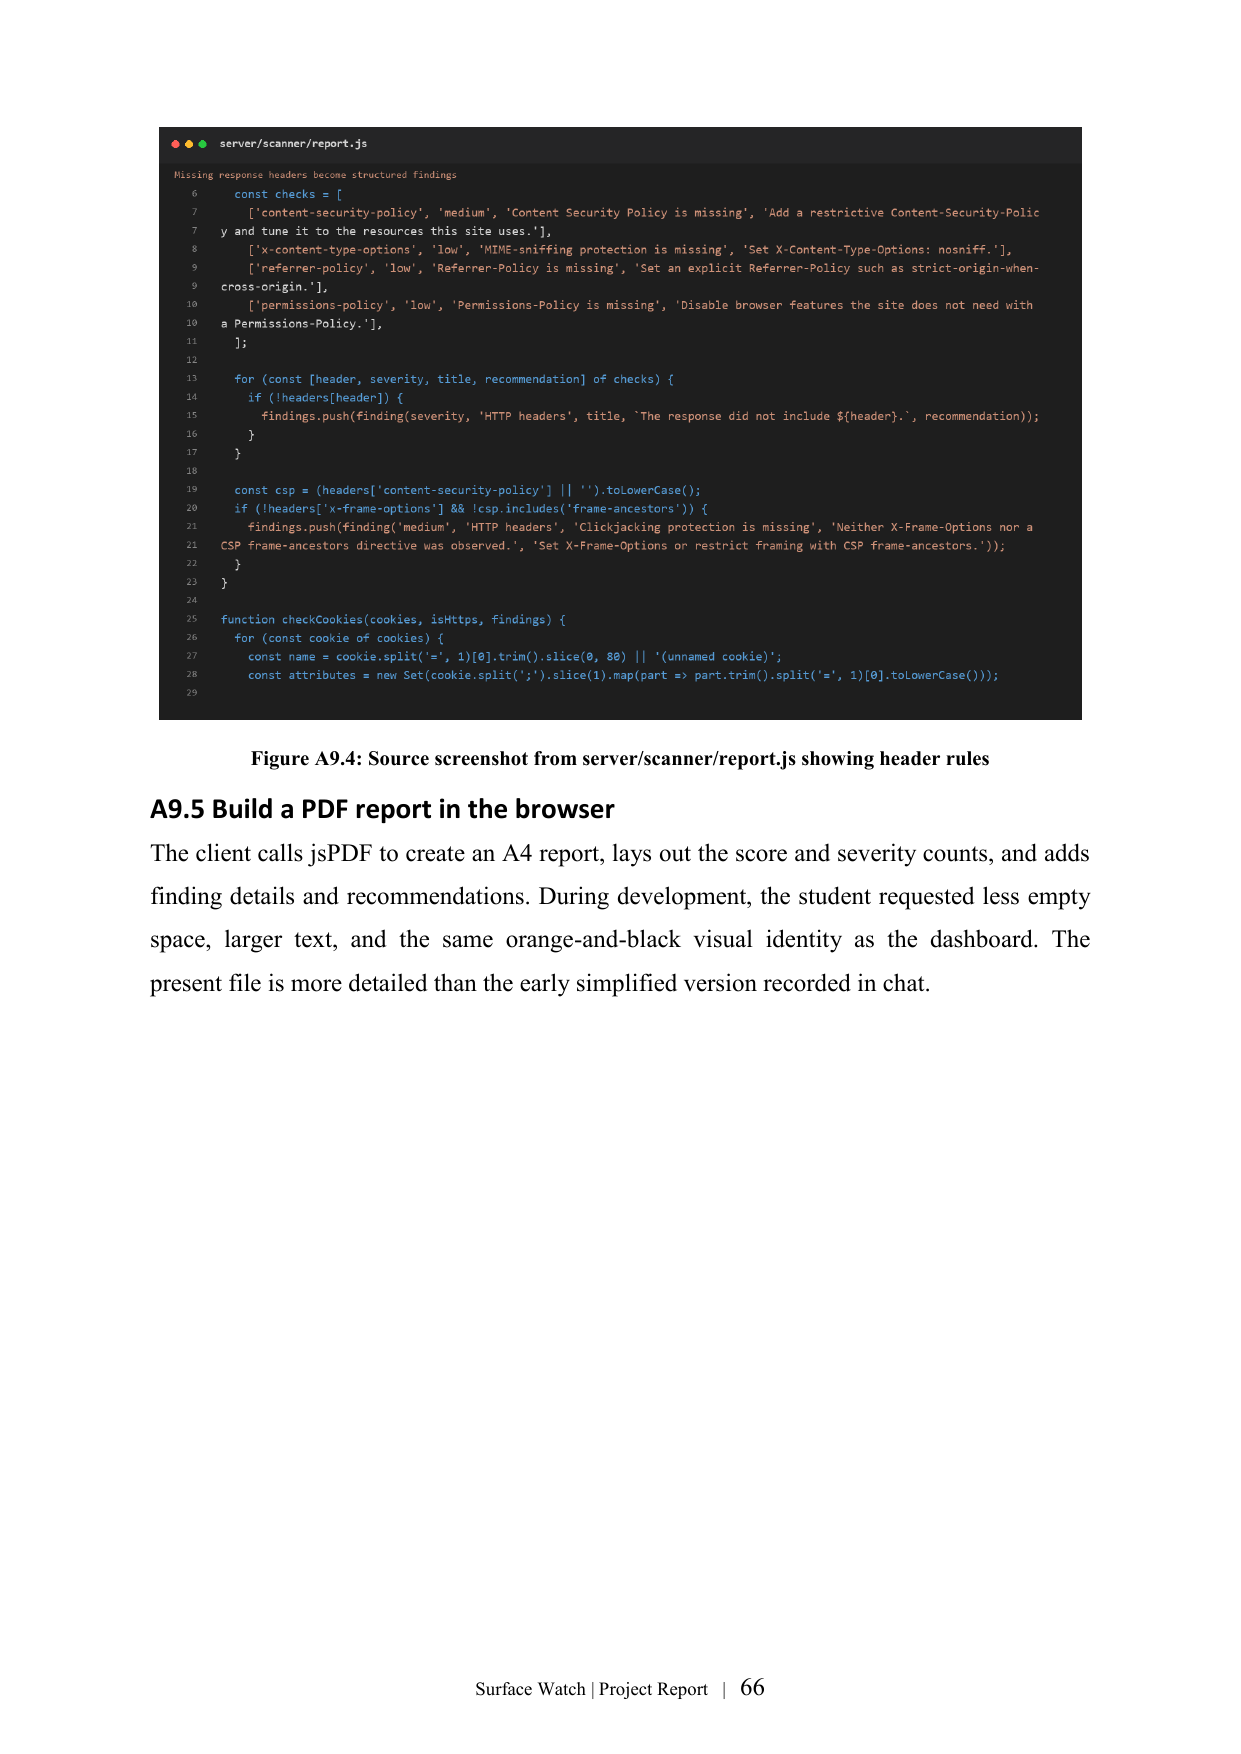 server/scanner/report.js
Missing response headers become structured findings
6 const checks = [
7 ['content-security-policy', 'medium', 'Content Security Policy is missing', 'Add a restrictive Content-Security-Polic
7 y and tune it to the resources this site uses.'],
8 ['x-content-type-options', 'low', 'MIME-sniffing protection is missing', 'Set X-Content-Type-Options: nosniff.'],
9 ['referrer-policy', 'low', 'Referrer-Policy is missing', 'Set an explicit Referrer-Policy such as strict-origin-when-
9 cross-origin.'],
10 ['permissions-policy', 'low', 'Permissions-Policy is missing', 'Disable browser features the site does not need with
10 a Permissions-Policy.'],
11 ];
12
13 for (const [header, severity, title, recommendation] of checks) {
14 if (!headers[header]) {
15 findings.push(finding(severity, 'HTTP headers', title, `The response did not include ${header}.`, recommendation));
16 }
17 }
18
19 const csp = (headers['content-security-policy'] || '').toLowerCase();
20 if (!headers['x-frame-options'] && !csp.includes('frame-ancestors')) {
21 findings.push(finding('medium', 'HTTP headers', 'Clickjacking protection is missing', 'Neither X-Frame-Options nor a
21 CSP frame-ancestors directive was observed.', 'Set X-Frame-Options or restrict framing with CSP frame-ancestors.'));
22 }
23 }
24
25 function checkCookies(cookies, isHttps, findings) {
26 for (const cookie of cookies) {
27 const name = cookie.split('=', 1)[0].trim().slice(0, 80) || '(unnamed cookie)';
28 const attributes = new Set(cookie.split(';').slice(1).map(part => part.trim().split('=', 1)[0].toLowerCase()));
29
Figure A9.4: Source screenshot from server/scanner/report.js showing header rules
A9.5 Build a PDF report in the browser
The client calls jsPDF to create an A4 report, lays out the score and severity counts, and adds
finding details and recommendations. During development, the student requested less empty
space, larger text, and the same orange-and-black visual identity as the dashboard. The
present file is more detailed than the early simplified version recorded in chat.
Surface Watch | Project Report | 66